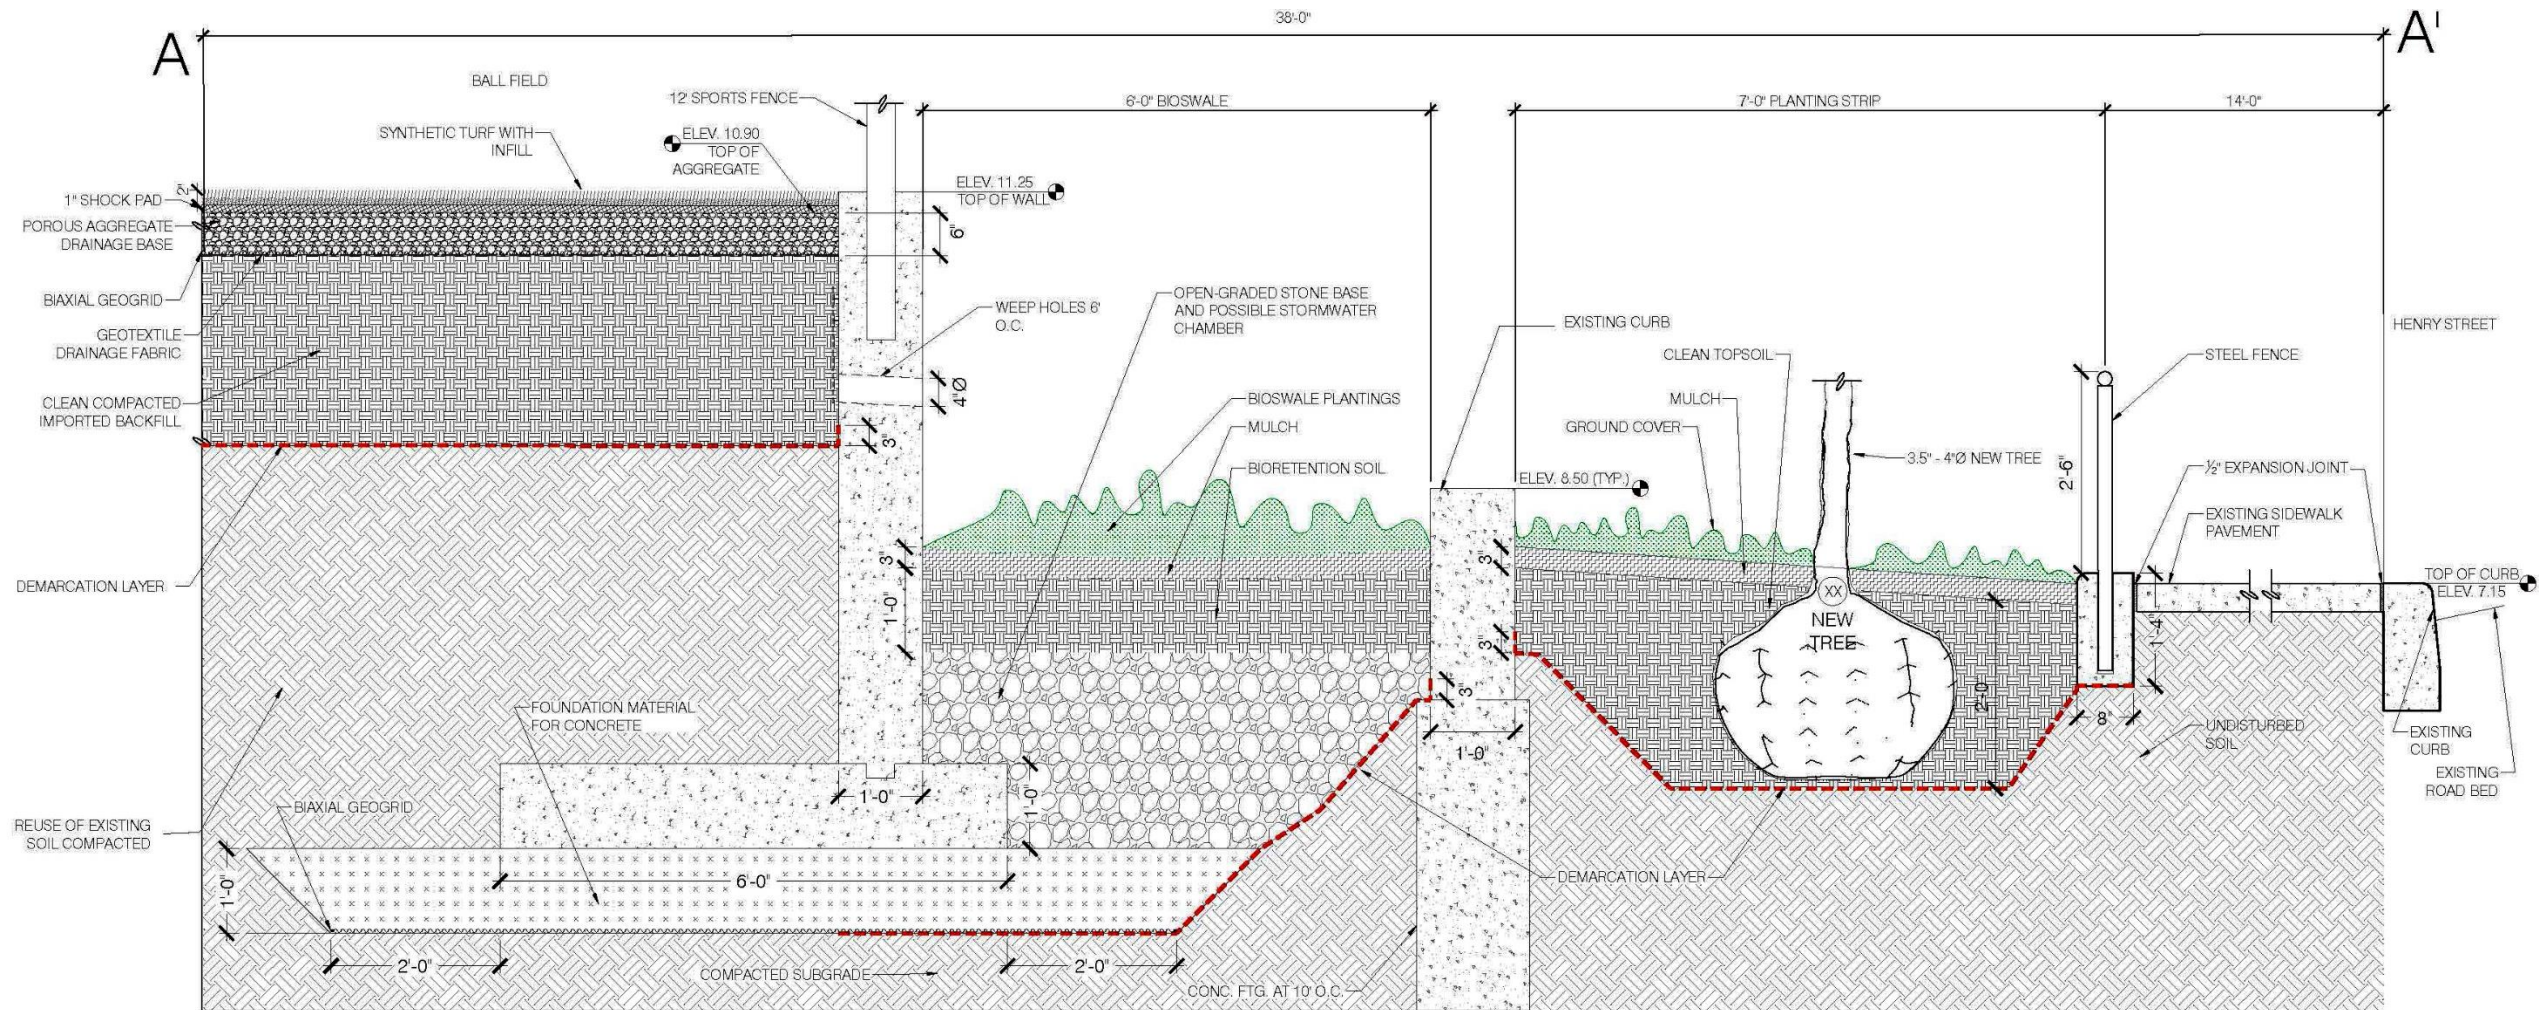 38'-0"
A
A'
BALL FIELD
12' SPORTS FENCE
6'-0" BIOSWALE
7'-0" PLANTING STRIP
14'-0"
SYNTHETIC TURF WITH
INFILL
ELEV. 10.90
TOP OF
AGGREGATE
2"
1" SHOCK PAD
ELEV. 11.25
TOP OF WALL
POROUS AGGREGATE
DRAINAGE BASE
6"
BIAXIAL GEOGRID
GEOTEXTILE
DRAINAGE FABRIC
CLEAN COMPACTED
IMPORTED BACKFILL
WEEP HOLES 6'
O.C.
4"Ø
3"
OPEN-GRADED STONE BASE
AND POSSIBLE STORMWATER
CHAMBER
EXISTING CURB
HENRY STREET
CLEAN TOPSOIL
STEEL FENCE
BIOSWALE PLANTINGS
MULCH
MULCH
GROUND COVER
BIORETENTION SOIL
3.5" - 4"Ø NEW TREE
2'-6"
½" EXPANSION JOINT
ELEV. 8.50 (TYP.)
EXISTING SIDEWALK
PAVEMENT
DEMARCATION LAYER
3"
1'-0"
3"
3"
3"
XX
NEW
TREE
TOP OF CURB
ELEV. 7.15
1'-4"
2'-0"
8"
1'-0"
UNDISTURBED
SOIL
EXISTING
CURB
EXISTING
ROAD BED
FOUNDATION MATERIAL
FOR CONCRETE
1'-0"
1'-0"
BIAXIAL GEOGRID
REUSE OF EXISTING
SOIL COMPACTED
1'-0"
6'-0"
DEMARCATION LAYER
2'-0"
COMPACTED SUBGRADE
2'-0"
CONC. FTG. AT 10' O.C.